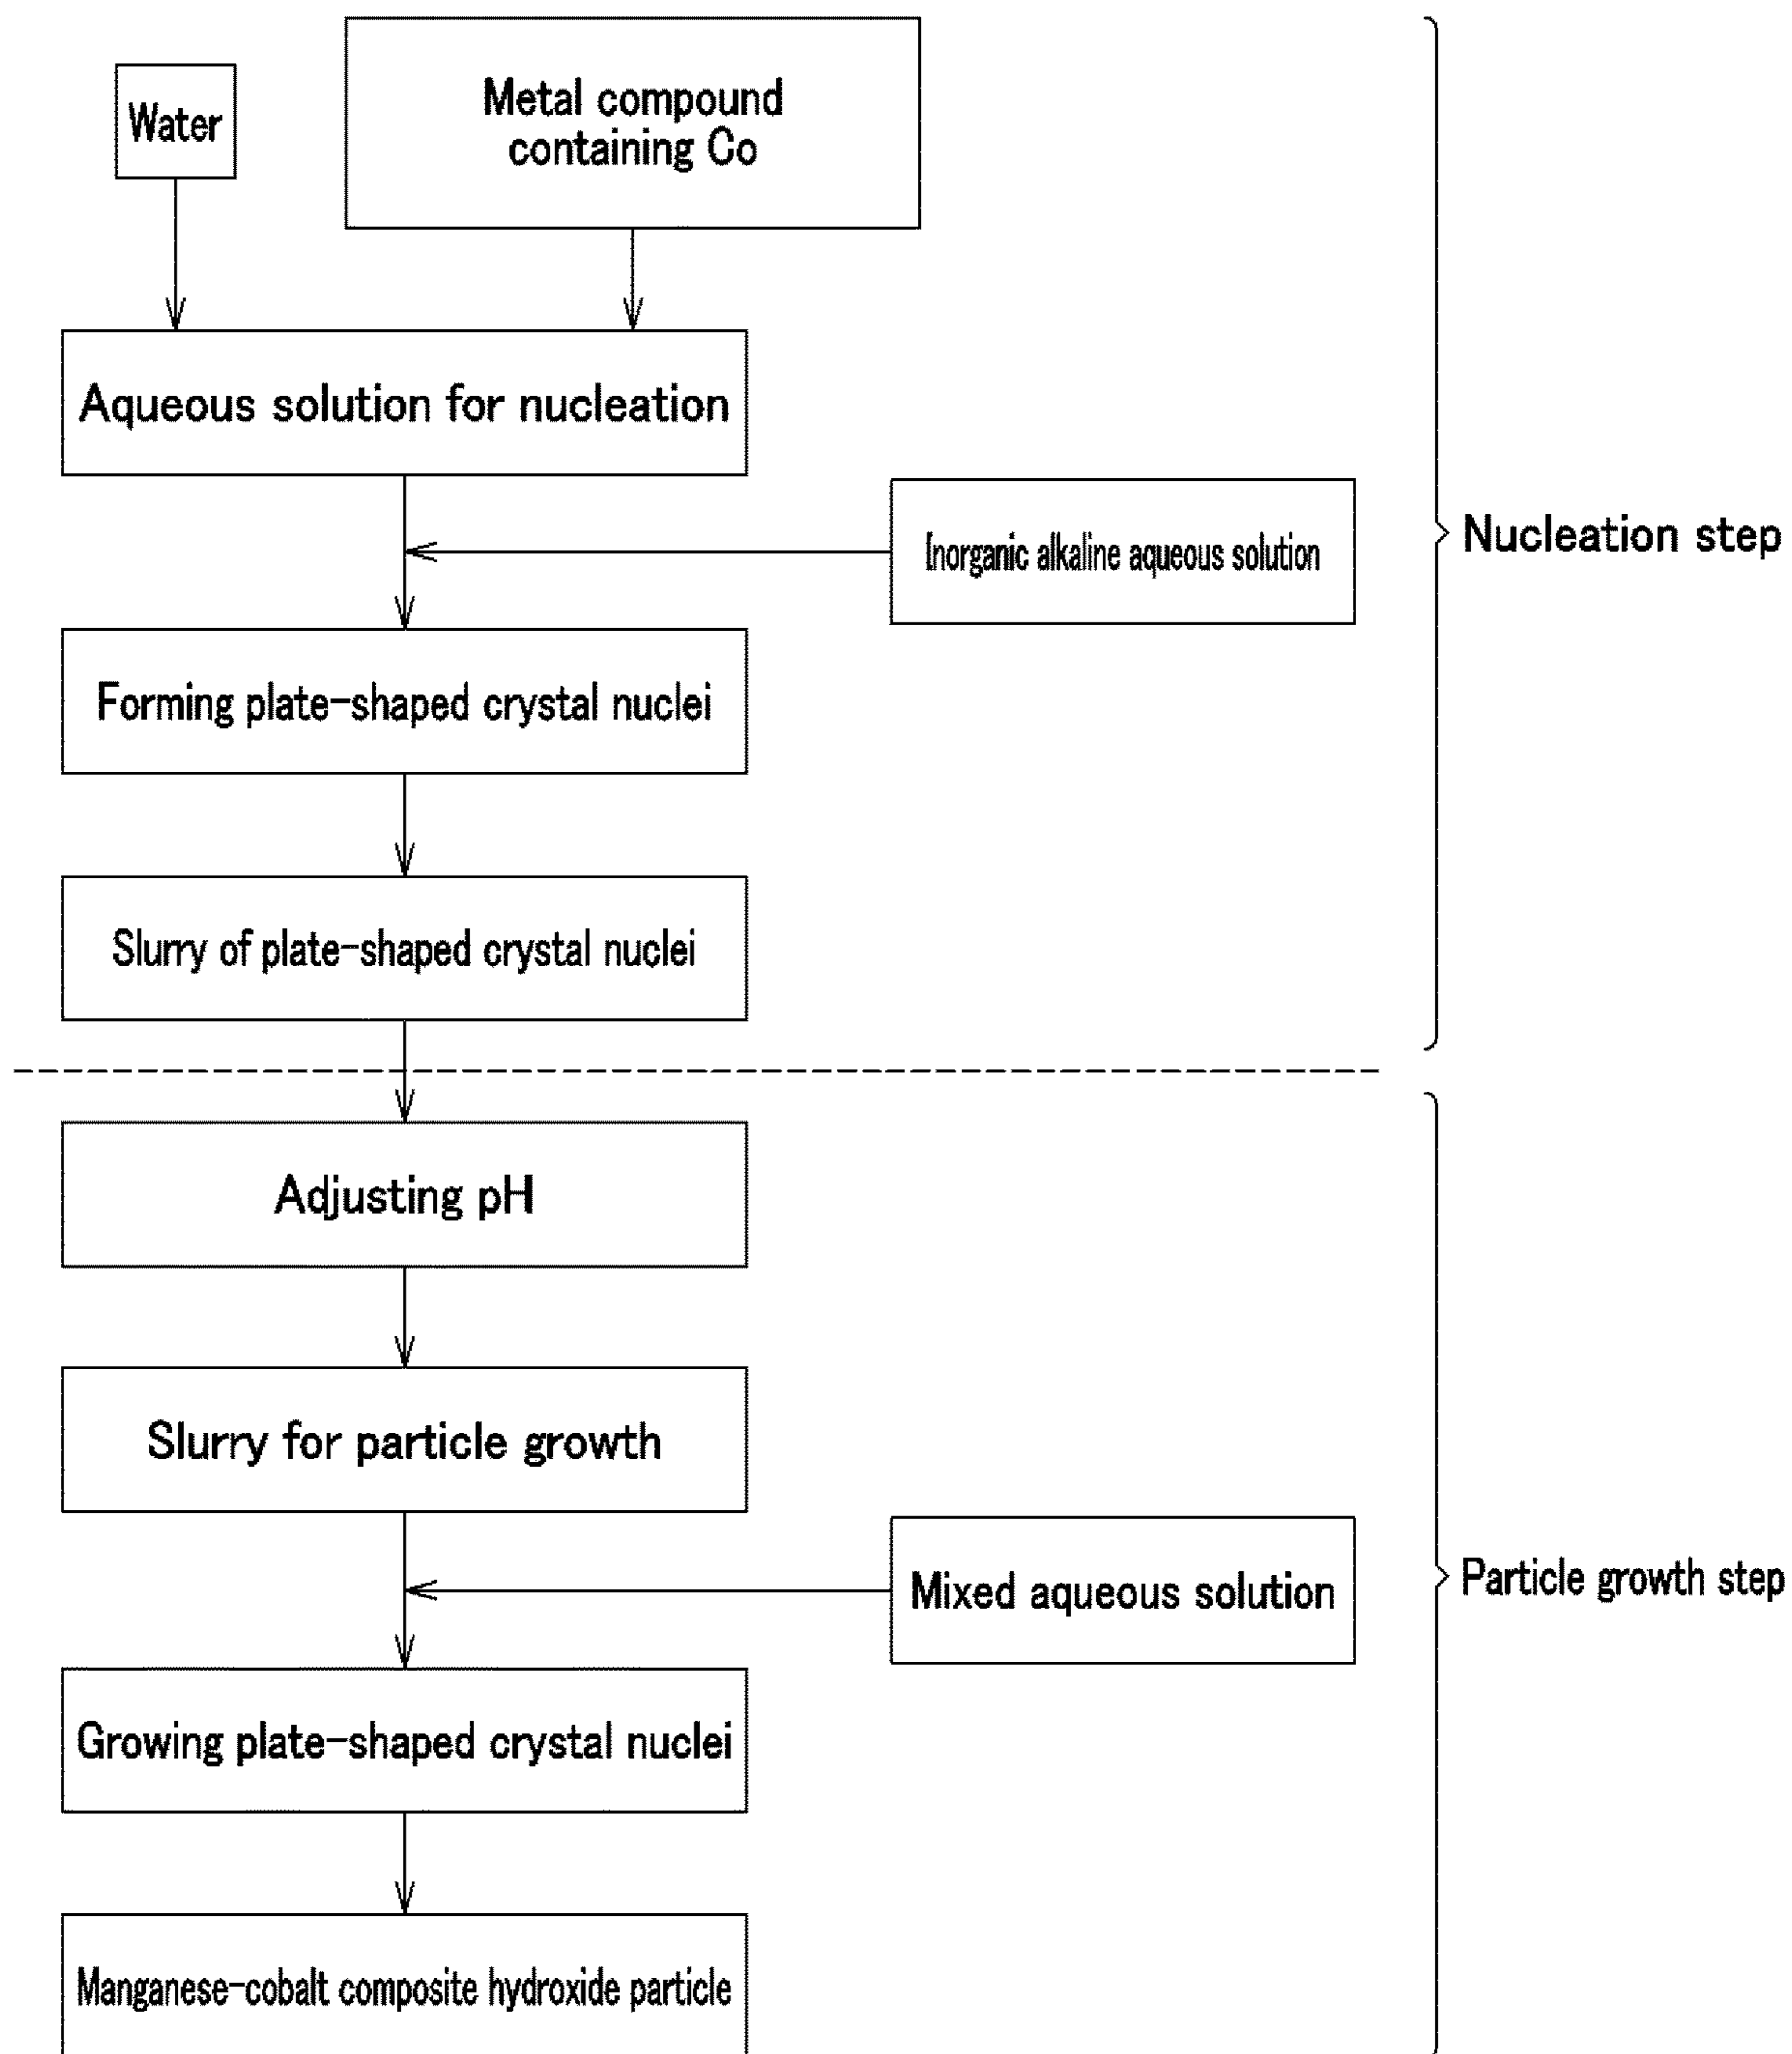 Water
Metal compound
containing Co
Aqueous solution for nucleation
Inorganic alkaline aqueous solution
Nucleation step
Forming plate-shaped crystal nuclei
Slurry of plate-shaped crystal nuclei
Adjusting pH
Slurry for particle growth
Mixed aqueous solution
Particle growth step
Growing plate-shaped crystal nuclei
Manganese-cobalt composite hydroxide particle